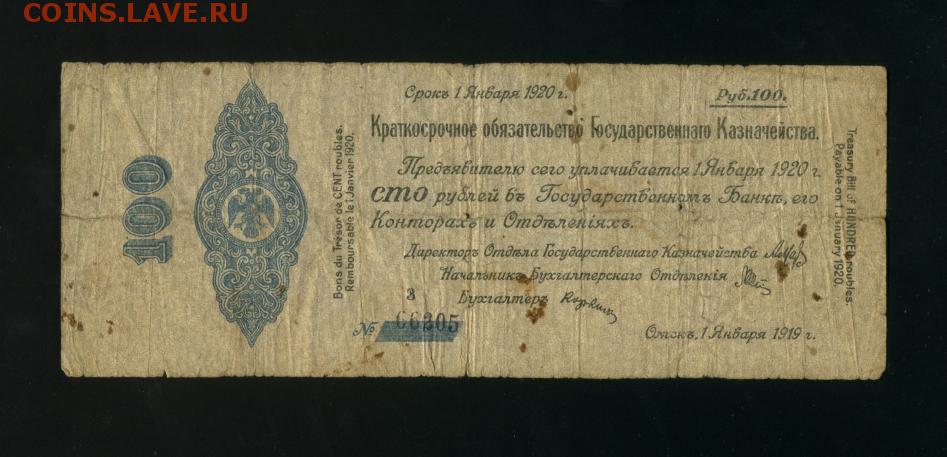 COINS.LAVE.RU
100
Bons du Trésor de CENT roubles.
Remboursable le 1 Janvier 1920.
Срокъ 1 Января 1920 г.
Руб.100.
Краткосрочное обязательство Государственнаго Казначейства.
Предъявителю сего уплачивается 1 Января 1920 г.
сто рублей въ Государственномъ Банкѣ, его
Конторахъ и Отдѣленіяхъ.
Директоръ Отдѣла Государственнаго Казначейства
Начальникъ Бухгалтерскаго Отдѣленія
З
Бухгалтеръ
№ 66205
Омскъ, 1 Января 1919 г.
Treasury Bill of HUNDRED roubles.
Payable on 1 January 1920.